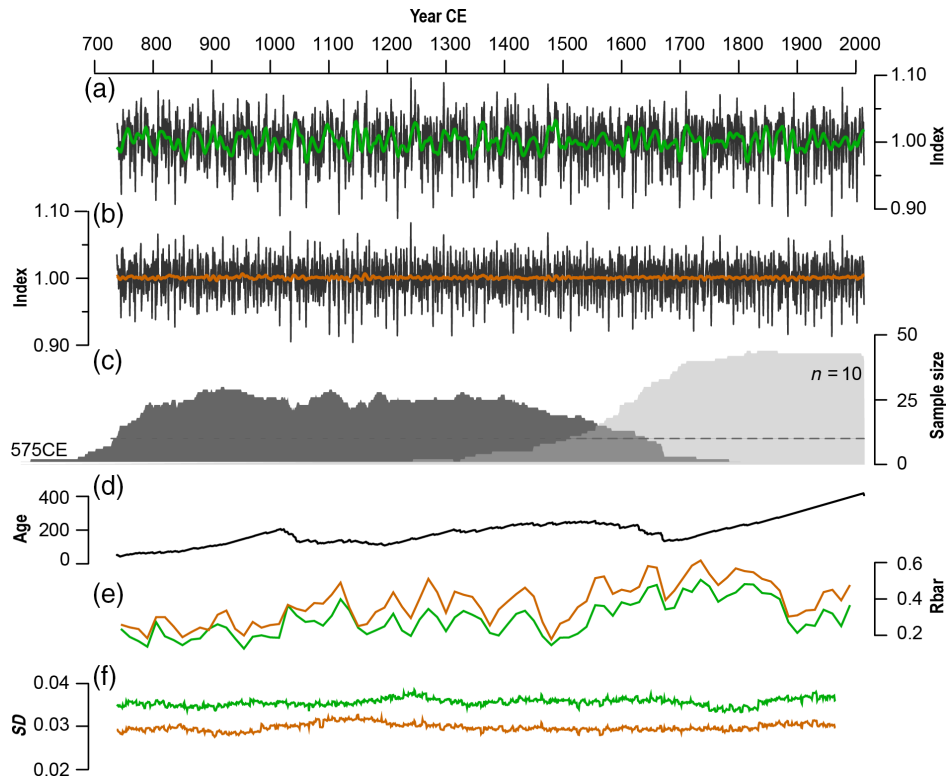 Year CE
700 800 900 1000 1100 1200 1300 1400 1500 1600 1700 1800 1900 2000
(a)
1.10
1.00
0.90
Index
(b)
1.10
1.00
0.90
Index
(c)
50
25
0
Sample size
n = 10
575CE
(d)
400
200
0
Age
(e)
0.6
0.4
0.2
Rbar
(f)
0.04
0.03
0.02
SD